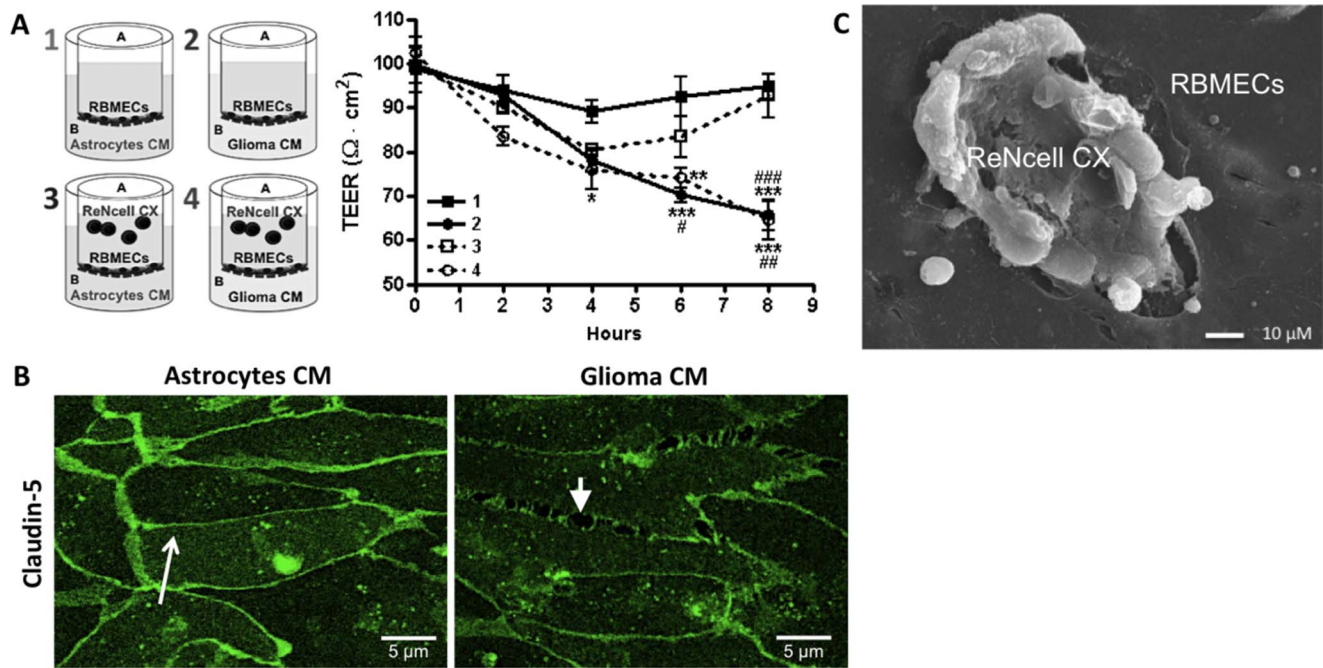 A
1
A
RBMECs
B
Astrocytes CM
2
A
RBMECs
B
Glioma CM
3
A
ReNcell CX
RBMECs
B
Astrocytes CM
4
A
ReNcell CX
RBMECs
B
Glioma CM
TEER (Ω · cm²)
110
100
90
80
70
60
50
1
2
3
4
*
**
***
#
###
***
***
##
0 1 2 3 4 5 6 7 8 9
Hours
C
RBMECs
ReNcell CX
10 µM
B
Astrocytes CM
Glioma CM
Claudin-5
5 µm
5 µm